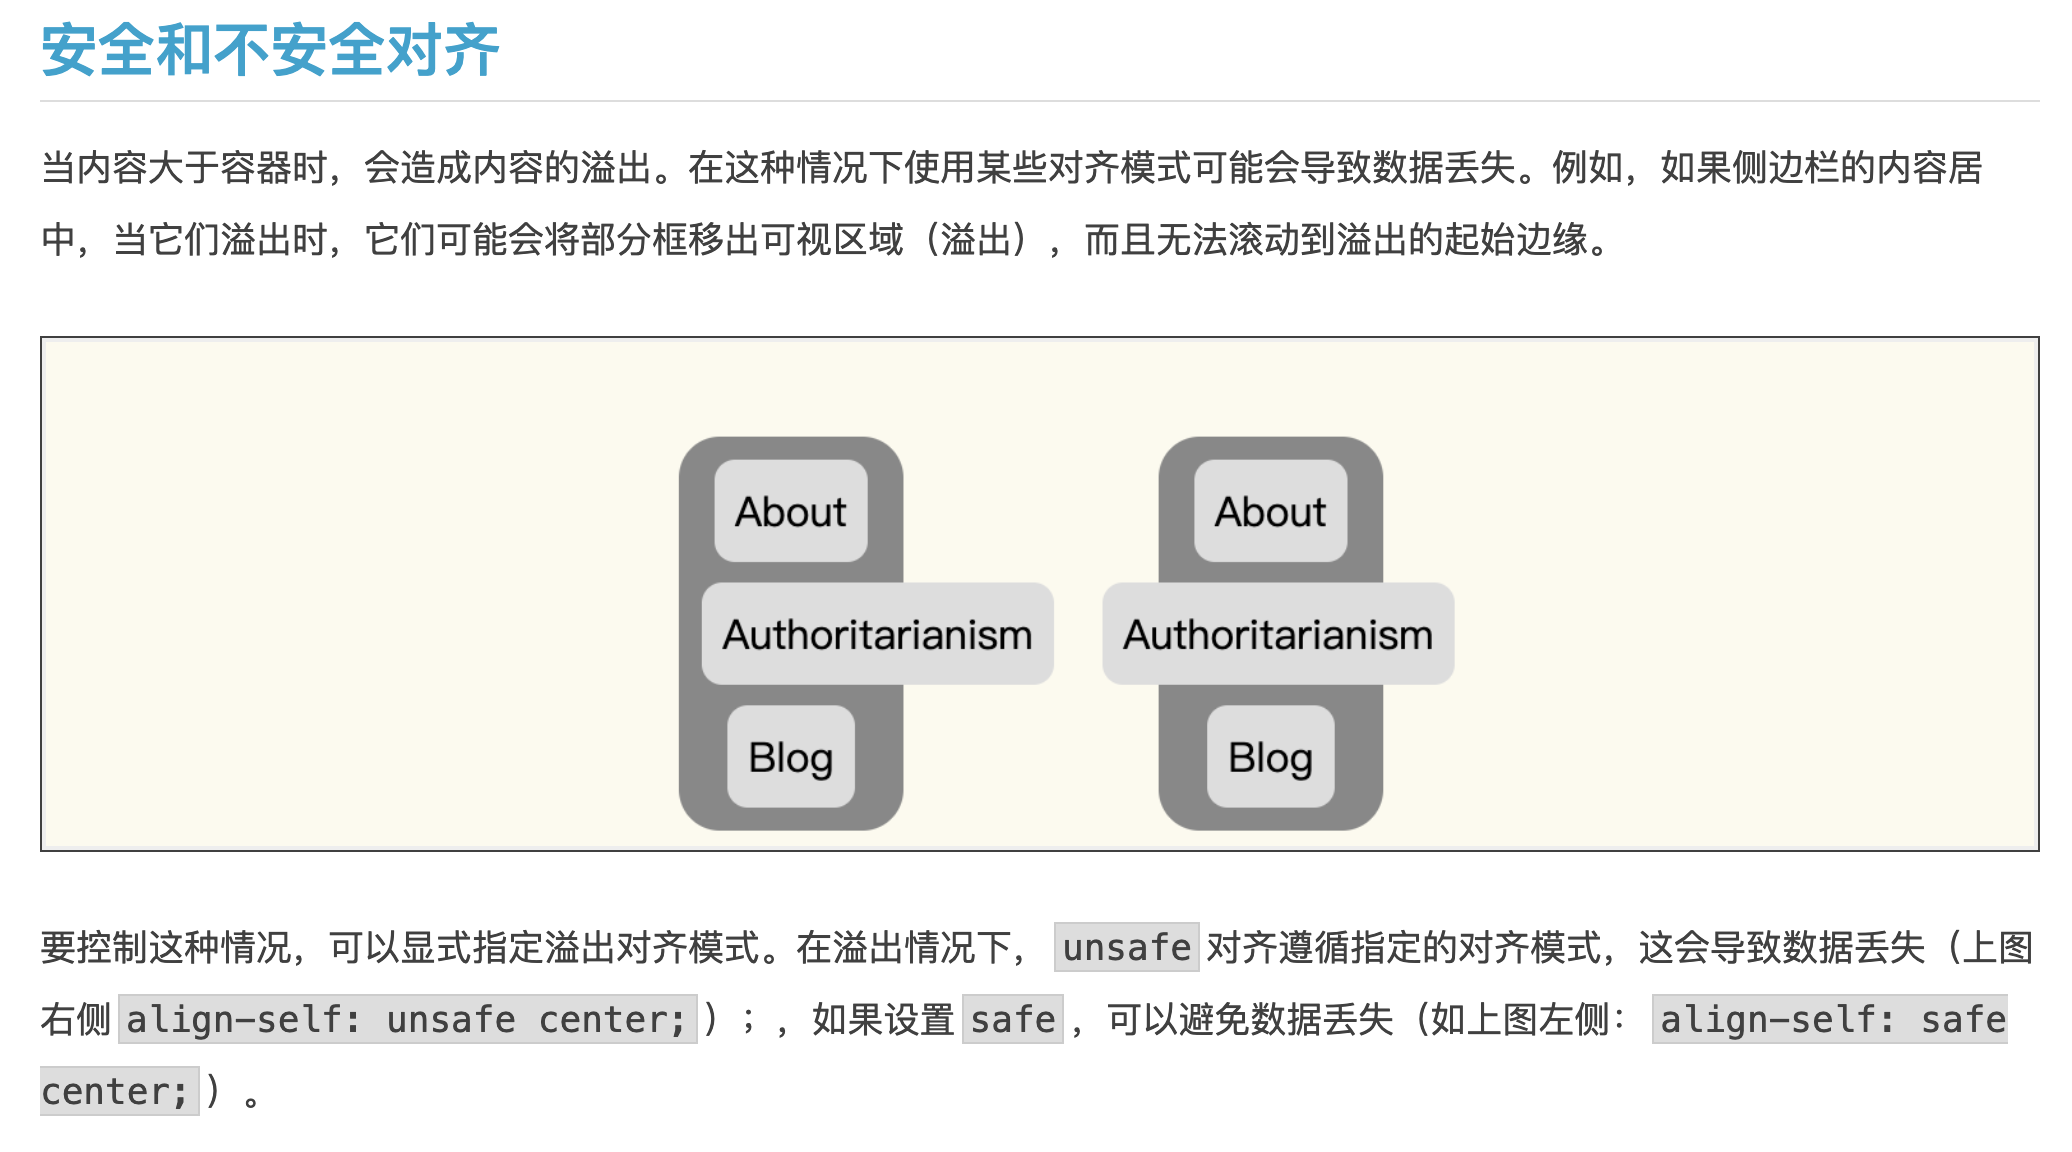 安全和不安全对齐
当内容大于容器时，会造成内容的溢出。在这种情况下使用某些对齐模式可能会导致数据丢失。例如，如果侧边栏的内容居
中，当它们溢出时，它们可能会将部分框移出可视区域（溢出），而且无法滚动到溢出的起始边缘。
About About
Authoritarianism Authoritarianism
Blog Blog
要控制这种情况，可以显式指定溢出对齐模式。在溢出情况下， unsafe 对齐遵循指定的对齐模式，这会导致数据丢失（上图
右侧 align-self: unsafe center; ）；，如果设置 safe ，可以避免数据丢失（如上图左侧： align-self: safe
center; ）。